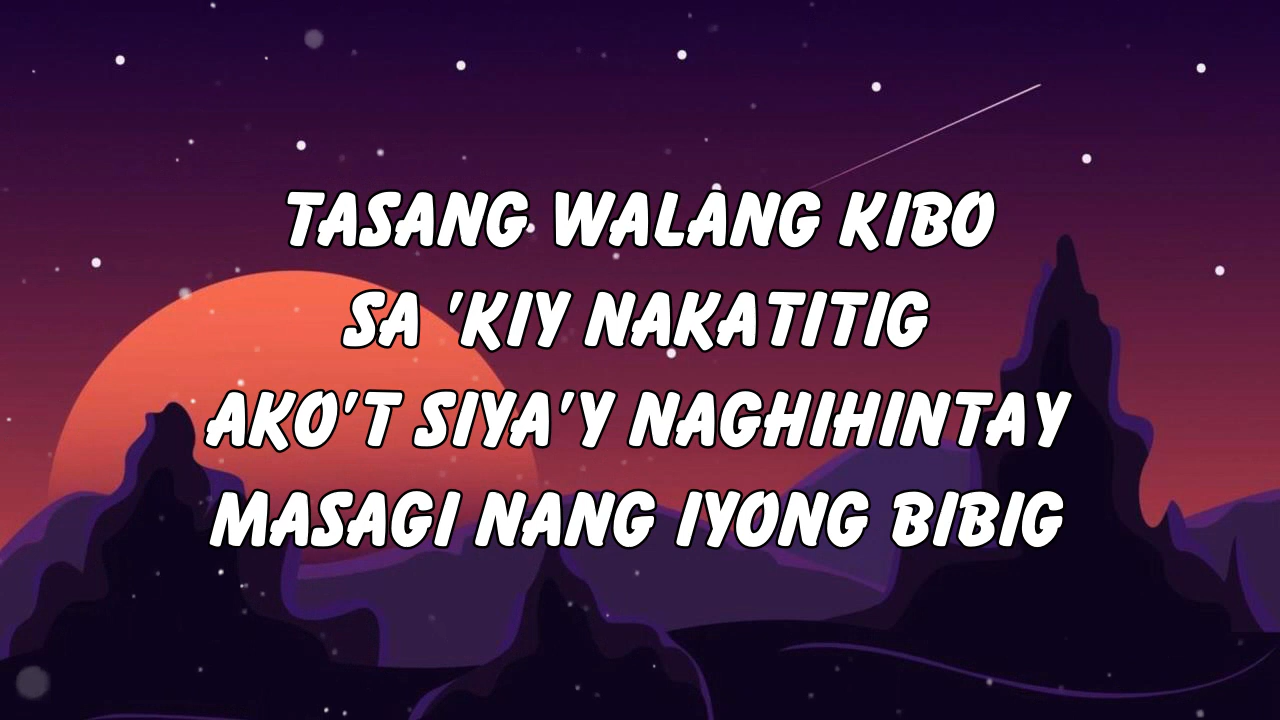 TASANG WALANG KIBO
SA 'KIY NAKATITIG
AKO'T SIYA'Y NAGHIHINTAY
MASAGI NANG IYONG BIBIG